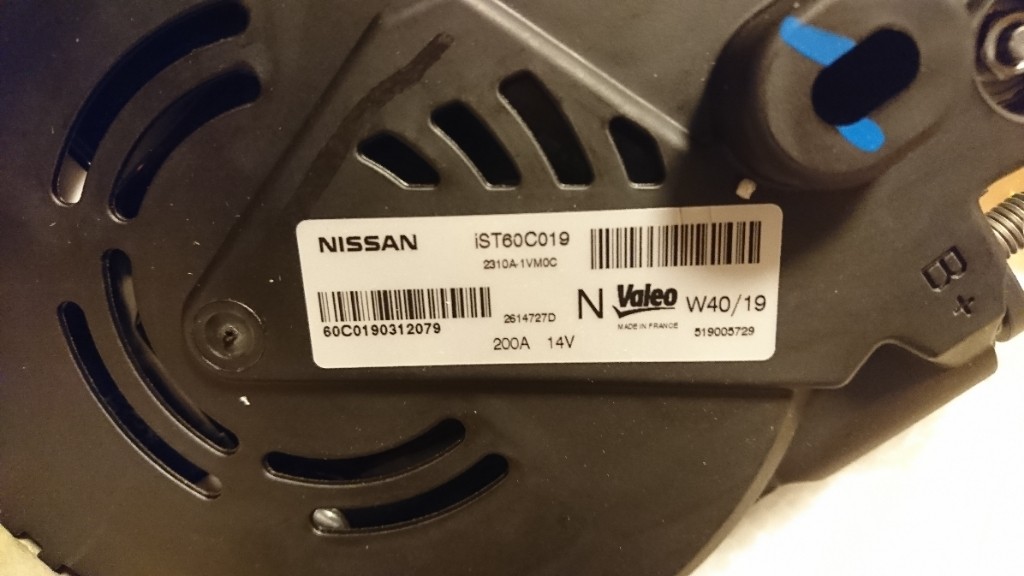 NISSAN
iST60C019
2310A-1VM0C
60C0190312079
2614727D
N Valeo W40/19
MADE IN FRANCE
519005729
200A 14V
B+